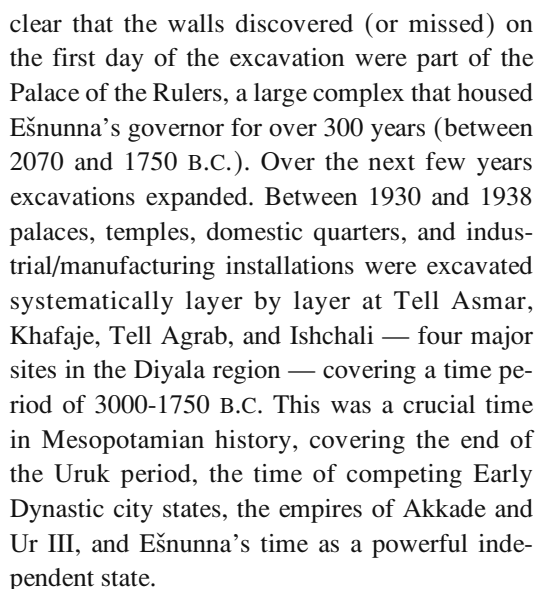 clear that the walls discovered (or missed) on
the first day of the excavation were part of the
Palace of the Rulers, a large complex that housed
Ešnunna’s governor for over 300 years (between
2070 and 1750 B.C.). Over the next few years
excavations expanded. Between 1930 and 1938
palaces, temples, domestic quarters, and indus-
trial/manufacturing installations were excavated
systematically layer by layer at Tell Asmar,
Khafaje, Tell Agrab, and Ishchali — four major
sites in the Diyala region — covering a time pe-
riod of 3000-1750 B.C. This was a crucial time
in Mesopotamian history, covering the end of
the Uruk period, the time of competing Early
Dynastic city states, the empires of Akkade and
Ur III, and Ešnunna’s time as a powerful inde-
pendent state.